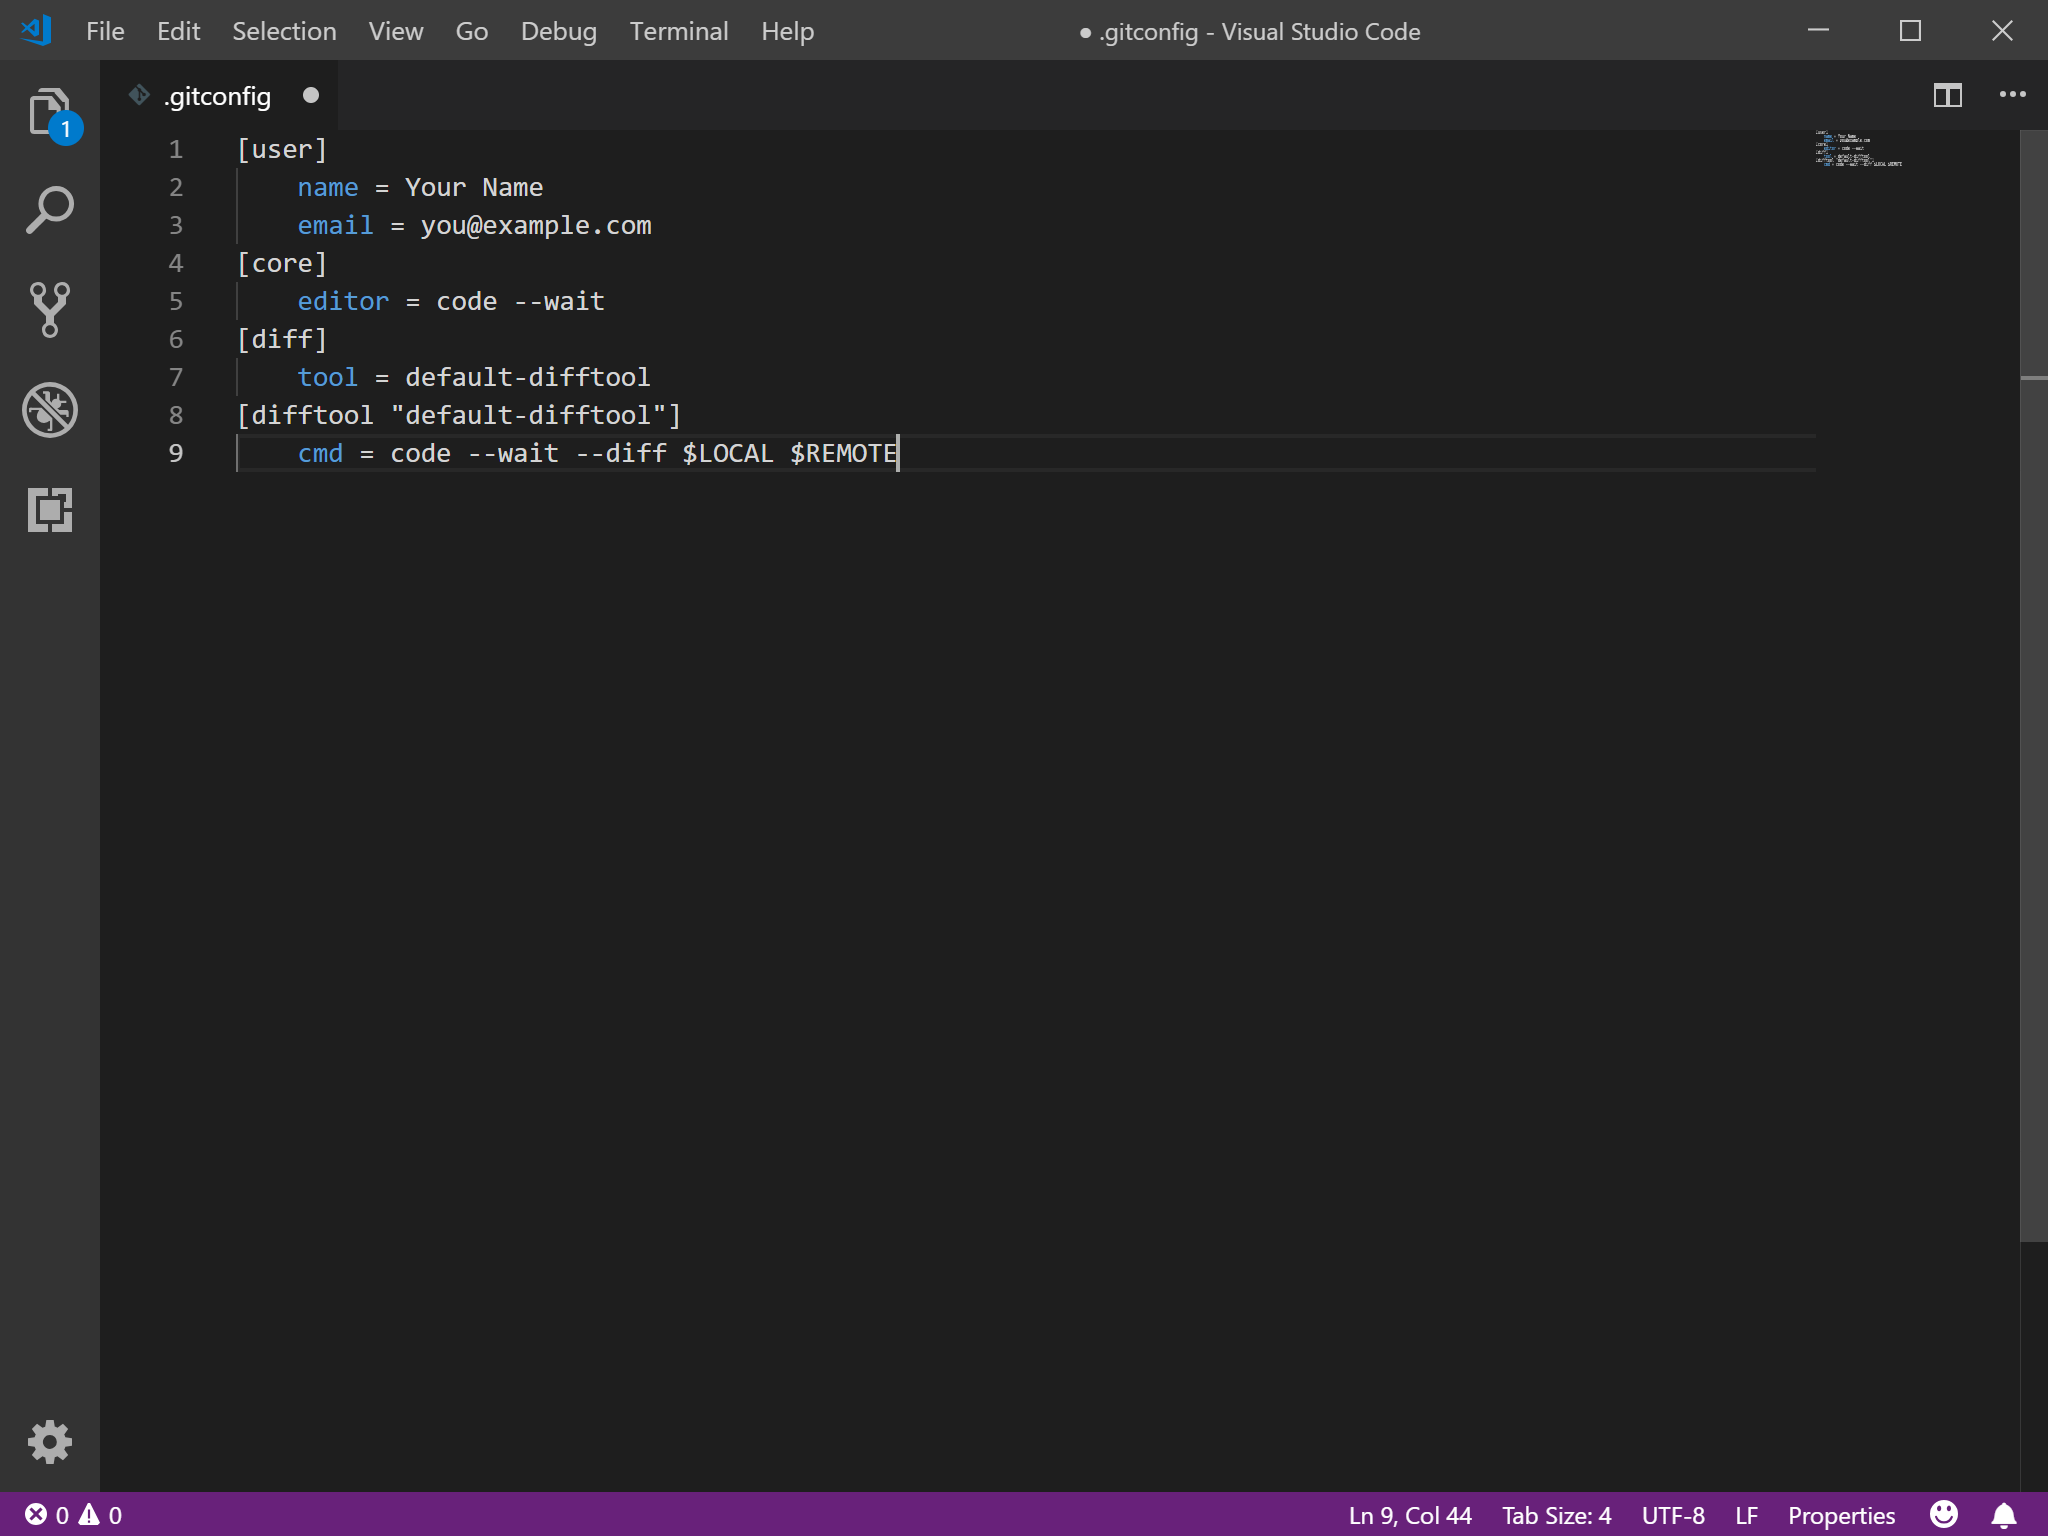 File Edit Selection View Go Debug Terminal Help ● .gitconfig - Visual Studio Code
1
.gitconfig
1 [user]
2 name = Your Name
3 email = you@example.com
4 [core]
5 editor = code --wait
6 [diff]
7 tool = default-difftool
8 [difftool "default-difftool"]
9 cmd = code --wait --diff $LOCAL $REMOTE
0 0 Ln 9, Col 44 Tab Size: 4 UTF-8 LF Properties